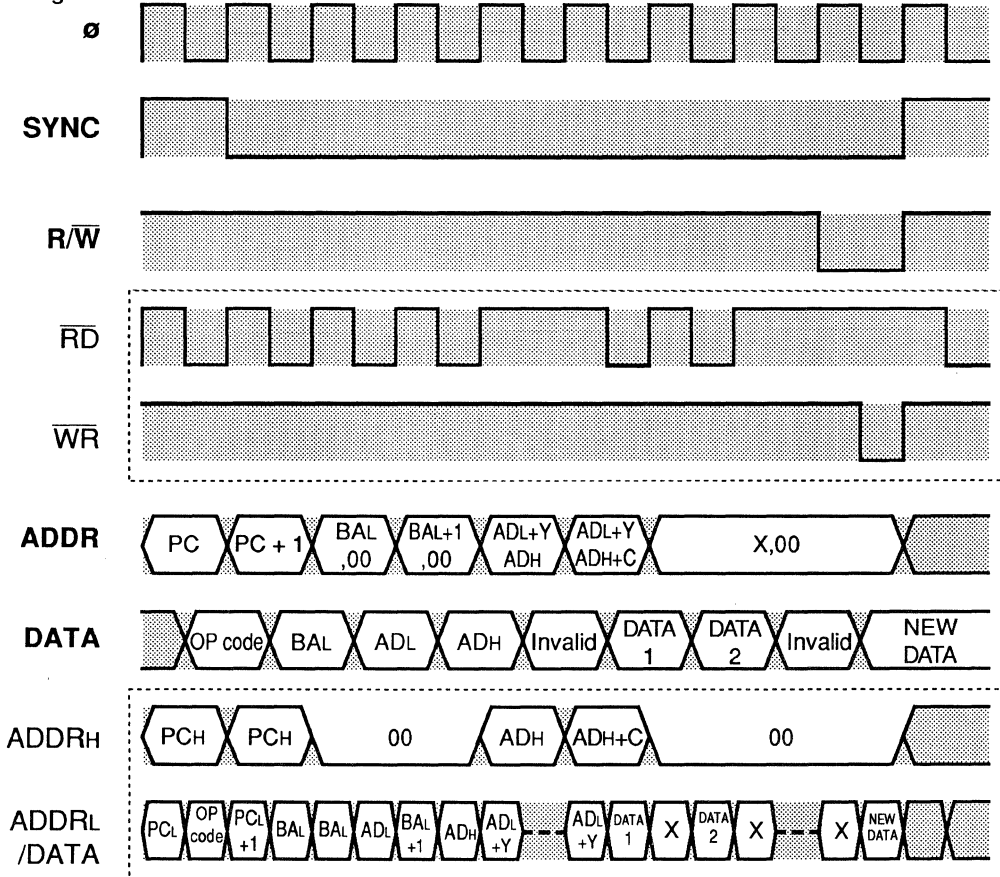 ø
SYNC
R/W̅
R̅D̅
W̅R̅
ADDR
PC
PC + 1
BAL
,00
BAL+1
,00
ADL+Y
ADH
ADL+Y
ADH+C
X,00
DATA
OP code
BAL
ADL
ADH
Invalid
DATA
1
DATA
2
Invalid
NEW
DATA
ADDRH
PCH
PCH
00
ADH
ADH+C
00
ADDRL
/DATA
PCL
OP
code
PCL
+1
BAL
BAL
ADL
BAL
+1
ADH
ADL
+Y
ADL
+Y
DATA
1
X
DATA
2
X
X
NEW
DATA